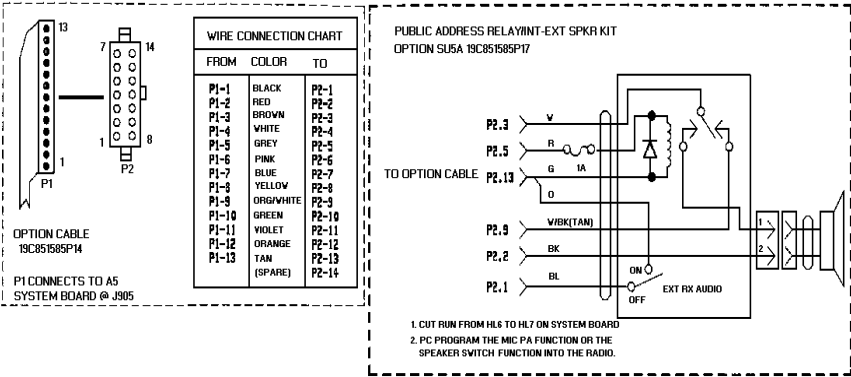 13
7
14
1
8
1
P1
P2
OPTION CABLE
19C851585P14
P1 CONNECTS TO A5
SYSTEM BOARD @ J905
WIRE CONNECTION CHART
FROM COLOR TO
P1-1 BLACK P2-1
P1-2 RED P2-2
P1-3 BROWN P2-3
P1-4 WHITE P2-4
P1-5 GREY P2-5
P1-6 PINK P2-6
P1-7 BLUE P2-7
P1-8 YELLOW P2-8
P1-9 ORG/WHITE P2-9
P1-10 GREEN P2-10
P1-11 VIOLET P2-11
P1-12 ORANGE P2-12
P1-13 TAN P2-13
(SPARE) P2-14
PUBLIC ADDRESS RELAY/INT-EXT SPKR KIT
OPTION SU5A 19C851585P17
TO OPTION CABLE
P2.3 W
P2.5 R
1A
P2.13 G
O
P2.9 W/BK(TAN)
P2.2 BK
P2.1 BL
ON
OFF
EXT RX AUDIO
1
2
1. CUT RUN FROM HL6 TO HL7 ON SYSTEM BOARD
2. PC PROGRAM THE MIC PA FUNCTION OR THE
SPEAKER SWITCH FUNCTION INTO THE RADIO.